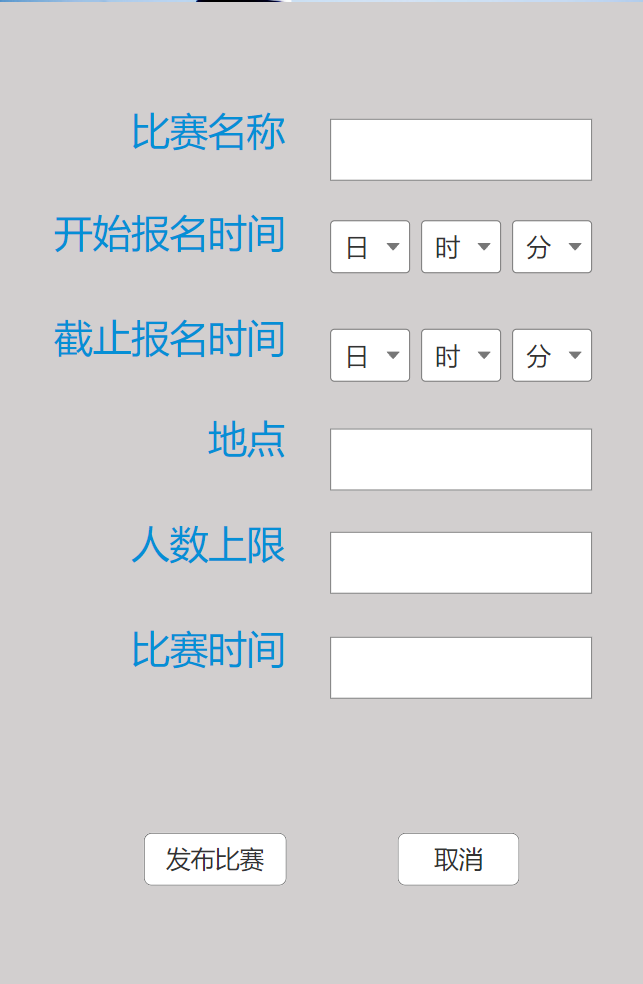 比赛名称
开始报名时间 日 时 分
截止报名时间 日 时 分
地点
人数上限
比赛时间
发布比赛 取消